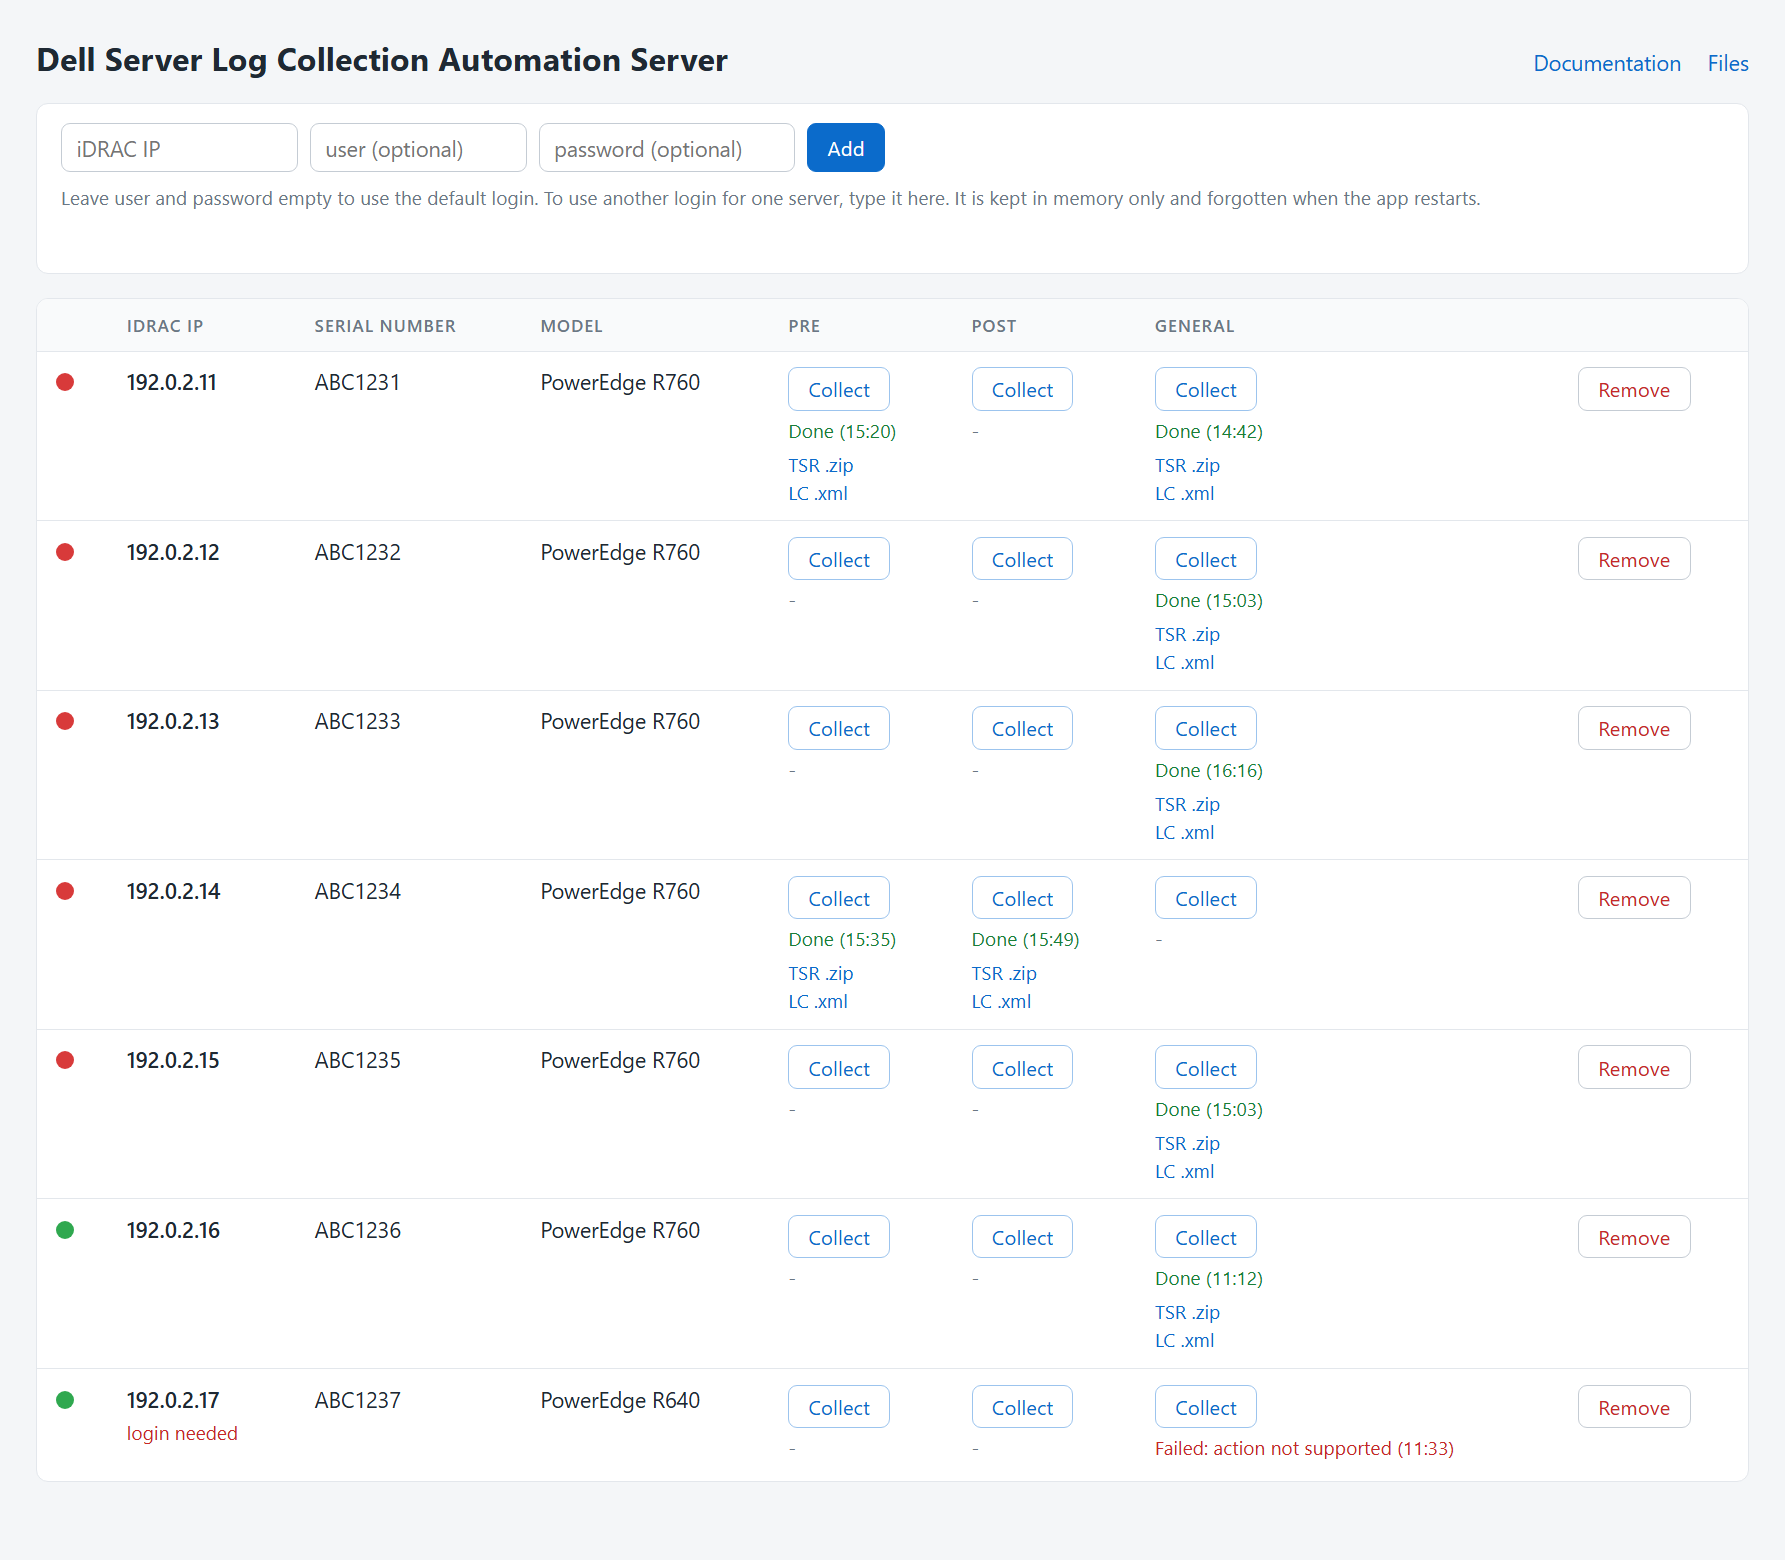 Dell Server Log Collection Automation Server
Documentation Files
iDRAC IP user (optional) password (optional) Add
Leave user and password empty to use the default login. To use another login for one server, type it here. It is kept in memory only and forgotten when the app restarts.
IDRAC IP SERIAL NUMBER MODEL PRE POST GENERAL
192.0.2.11 ABC1231 PowerEdge R760 Collect Collect Collect Remove
Done (15:20) - Done (14:42)
TSR .zip TSR .zip
LC .xml LC .xml
192.0.2.12 ABC1232 PowerEdge R760 Collect Collect Collect Remove
- - Done (15:03)
TSR .zip
LC .xml
192.0.2.13 ABC1233 PowerEdge R760 Collect Collect Collect Remove
- - Done (16:16)
TSR .zip
LC .xml
192.0.2.14 ABC1234 PowerEdge R760 Collect Collect Collect Remove
Done (15:35) Done (15:49) -
TSR .zip TSR .zip
LC .xml LC .xml
192.0.2.15 ABC1235 PowerEdge R760 Collect Collect Collect Remove
- - Done (15:03)
TSR .zip
LC .xml
192.0.2.16 ABC1236 PowerEdge R760 Collect Collect Collect Remove
- - Done (11:12)
TSR .zip
LC .xml
192.0.2.17 ABC1237 PowerEdge R640 Collect Collect Collect Remove
login needed - - Failed: action not supported (11:33)